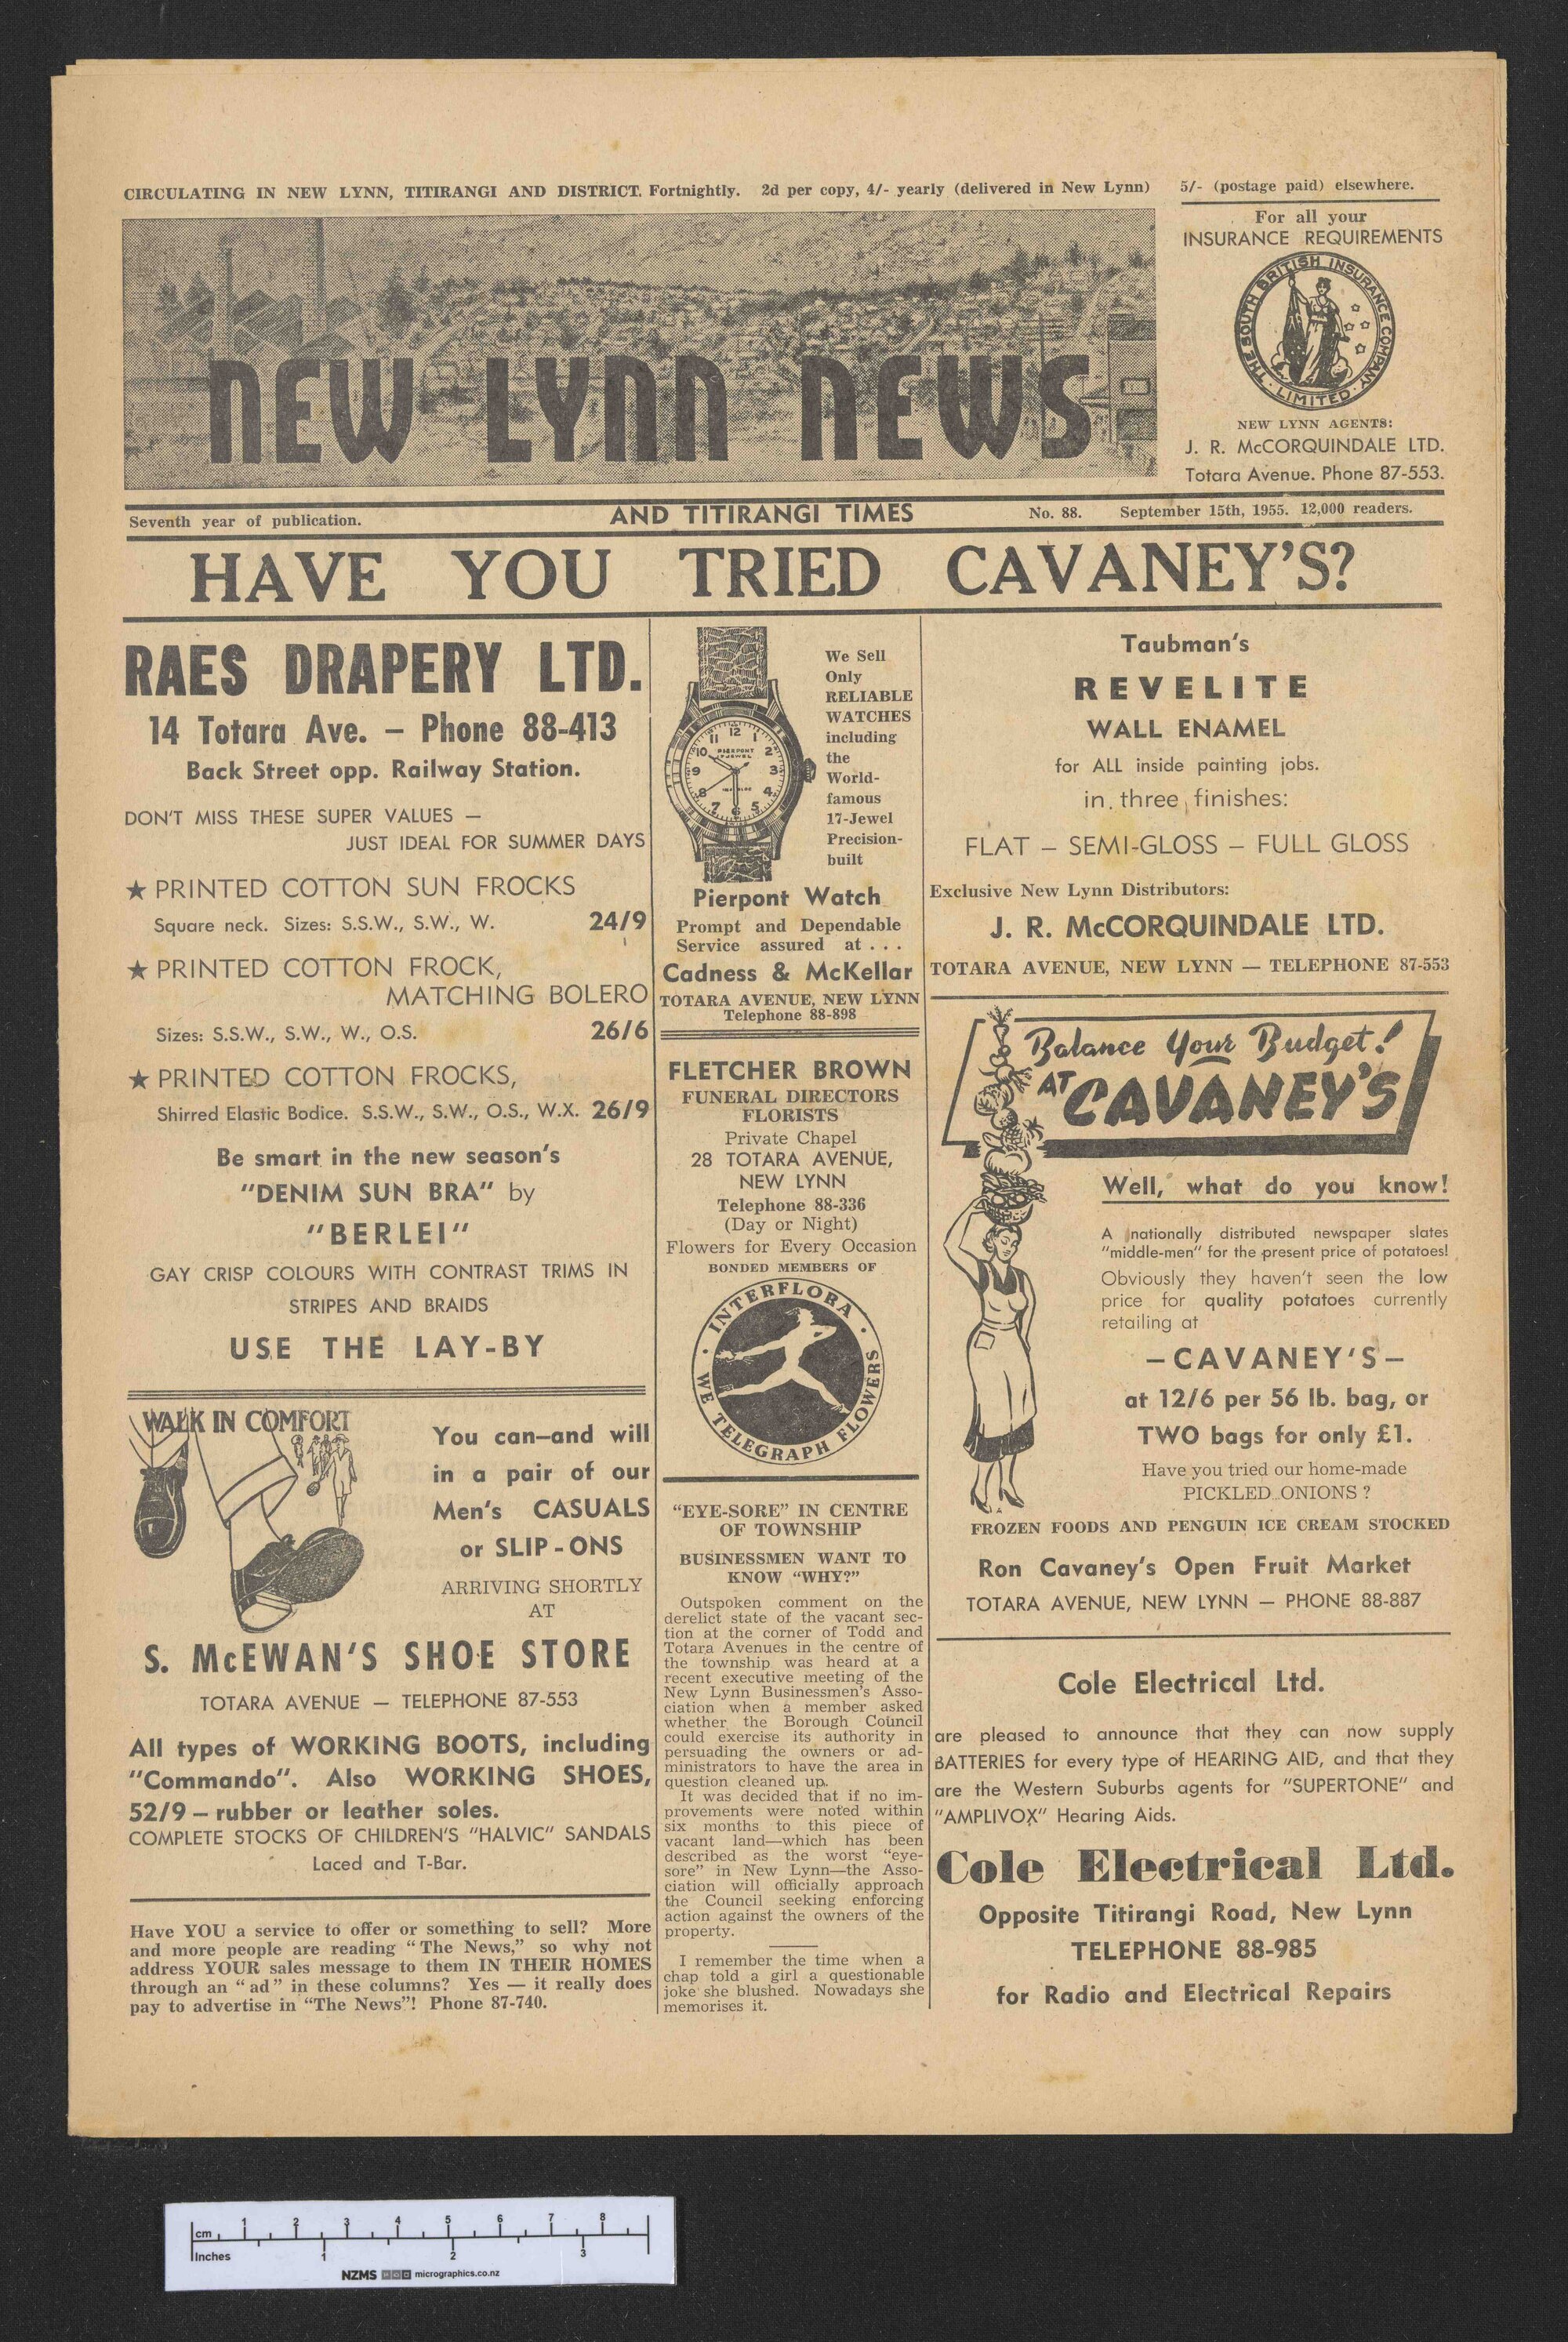 CIRCULATING IN NEW LYNN, TITIRANGI AND DISTRICT. Fortnightly. 2d per copy, 4/- yearly (delivered in New Lynn) 5/- (postage paid) elsewhere.
NEW LYNN NEWS
For all your
INSURANCE REQUIREMENTS
THE SOUTH BRITISH INSURANCE COMPANY
LIMITED
NEW LYNN AGENTS:
J. R. McCORQUINDALE LTD.
Totara Avenue. Phone 87-553.
Seventh year of publication. AND TITIRANGI TIMES No. 88. September 15th, 1955. 12,000 readers.
HAVE YOU TRIED CAVANEY'S?
RAES DRAPERY LTD.
14 Totara Ave. – Phone 88-413
Back Street opp. Railway Station.
DON'T MISS THESE SUPER VALUES —
JUST IDEAL FOR SUMMER DAYS
★ PRINTED COTTON SUN FROCKS
Square neck. Sizes: S.S.W., S.W., W. 24/9
★ PRINTED COTTON FROCK,
MATCHING BOLERO
Sizes: S.S.W., S.W., W., O.S. 26/6
★ PRINTED COTTON FROCKS,
Shirred Elastic Bodice. S.S.W., S.W., O.S., W.X. 26/9
Be smart in the new season's
"DENIM SUN BRA" by
"BERLEI"
GAY CRISP COLOURS WITH CONTRAST TRIMS IN
STRIPES AND BRAIDS
USE THE LAY-BY
WALK IN COMFORT
You can—and will
in a pair of our
Men's CASUALS
or SLIP-ONS
ARRIVING SHORTLY
AT
S. McEWAN'S SHOE STORE
TOTARA AVENUE — TELEPHONE 87-553
All types of WORKING BOOTS, including
"Commando". Also WORKING SHOES,
52/9 – rubber or leather soles.
COMPLETE STOCKS OF CHILDREN'S "HALVIC" SANDALS
Laced and T-Bar.
Have YOU a service to offer or something to sell? More
and more people are reading "The News," so why not
address YOUR sales message to them IN THEIR HOMES
through an "ad" in these columns? Yes — it really does
pay to advertise in "The News"! Phone 87-740.
12
11 1
10 2
9 3
8 4
7 6 5
PIERPONT
We Sell
Only
RELIABLE
WATCHES
including
the
World-
famous
17-Jewel
Precision-
built
Pierpont Watch
Prompt and Dependable
Service assured at . . .
Cadness & McKellar
TOTARA AVENUE, NEW LYNN
Telephone 88-898
FLETCHER BROWN
FUNERAL DIRECTORS
FLORISTS
Private Chapel
28 TOTARA AVENUE,
NEW LYNN
Telephone 88-336
(Day or Night)
Flowers for Every Occasion
BONDED MEMBERS OF
INTERFLORA
WE TELEGRAPH FLOWERS
"EYE-SORE" IN CENTRE
OF TOWNSHIP
BUSINESSMEN WANT TO
KNOW "WHY?"
Outspoken comment on the
derelict state of the vacant sec-
tion at the corner of Todd and
Totara Avenues in the centre of
the township was heard at a
recent executive meeting of the
New Lynn Businessmen's Asso-
ciation when a member asked
whether the Borough Council
could exercise its authority in
persuading the owners or ad-
ministrators to have the area in
question cleaned up.
It was decided that if no im-
provements were noted within
six months to this piece of
vacant land—which has been
described as the worst "eye-
sore" in New Lynn—the Asso-
ciation will officially approach
the Council seeking enforcing
action against the owners of the
property.
I remember the time when a
chap told a girl a questionable
joke she blushed. Nowadays she
memorises it.
Taubman's
REVELITE
WALL ENAMEL
for ALL inside painting jobs.
in three finishes:
FLAT – SEMI-GLOSS – FULL GLOSS
Exclusive New Lynn Distributors:
J. R. McCORQUINDALE LTD.
TOTARA AVENUE, NEW LYNN — TELEPHONE 87-553
Balance Your Budget!
AT CAVANEY'S
Well, what do you know!
A nationally distributed newspaper slates
"middle-men" for the present price of potatoes!
Obviously they haven't seen the low
price for quality potatoes currently
retailing at
–CAVANEY'S–
at 12/6 per 56 lb. bag, or
TWO bags for only £1.
Have you tried our home-made
PICKLED ONIONS?
FROZEN FOODS AND PENGUIN ICE CREAM STOCKED
Ron Cavaney's Open Fruit Market
TOTARA AVENUE, NEW LYNN — PHONE 88-887
Cole Electrical Ltd.
are pleased to announce that they can now supply
BATTERIES for every type of HEARING AID, and that they
are the Western Suburbs agents for "SUPERTONE" and
"AMPLIVOX" Hearing Aids.
Cole Electrical Ltd.
Opposite Titirangi Road, New Lynn
TELEPHONE 88-985
for Radio and Electrical Repairs
cm 1 2 3 4 5 6 7 8
Inches 1 2 3
NZMS micrographics.co.nz